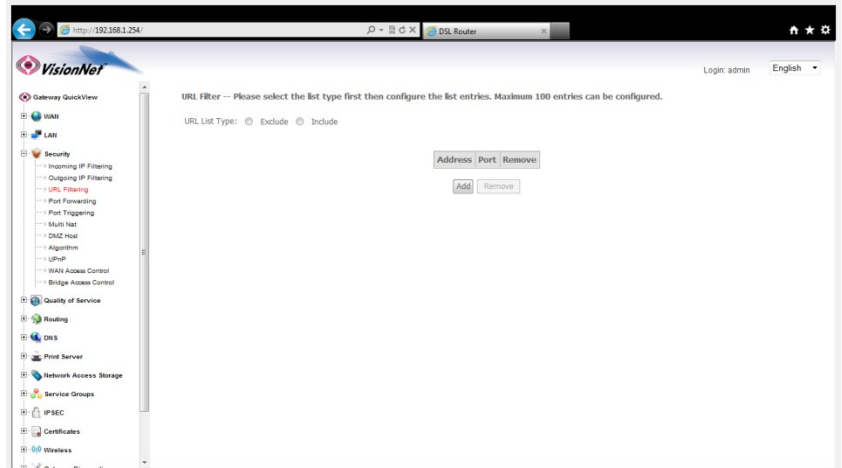 http://192.168.1.254/
DSL Router
VisionNet
Login: admin
English
Gateway QuickView
WAN
LAN
Security
Incoming IP Filtering
Outgoing IP Filtering
URL Filtering
Port Forwarding
Port Triggering
Multi Nat
DMZ Host
Algorithm
UPnP
WAN Access Control
Bridge Access Control
Quality of Service
Routing
DNS
Print Server
Network Access Storage
Service Groups
IPSEC
Certificates
Wireless
URL Filter -- Please select the list type first then configure the list entries. Maximum 100 entries can be configured.
URL List Type: Exclude Include
Address Port Remove
Add Remove